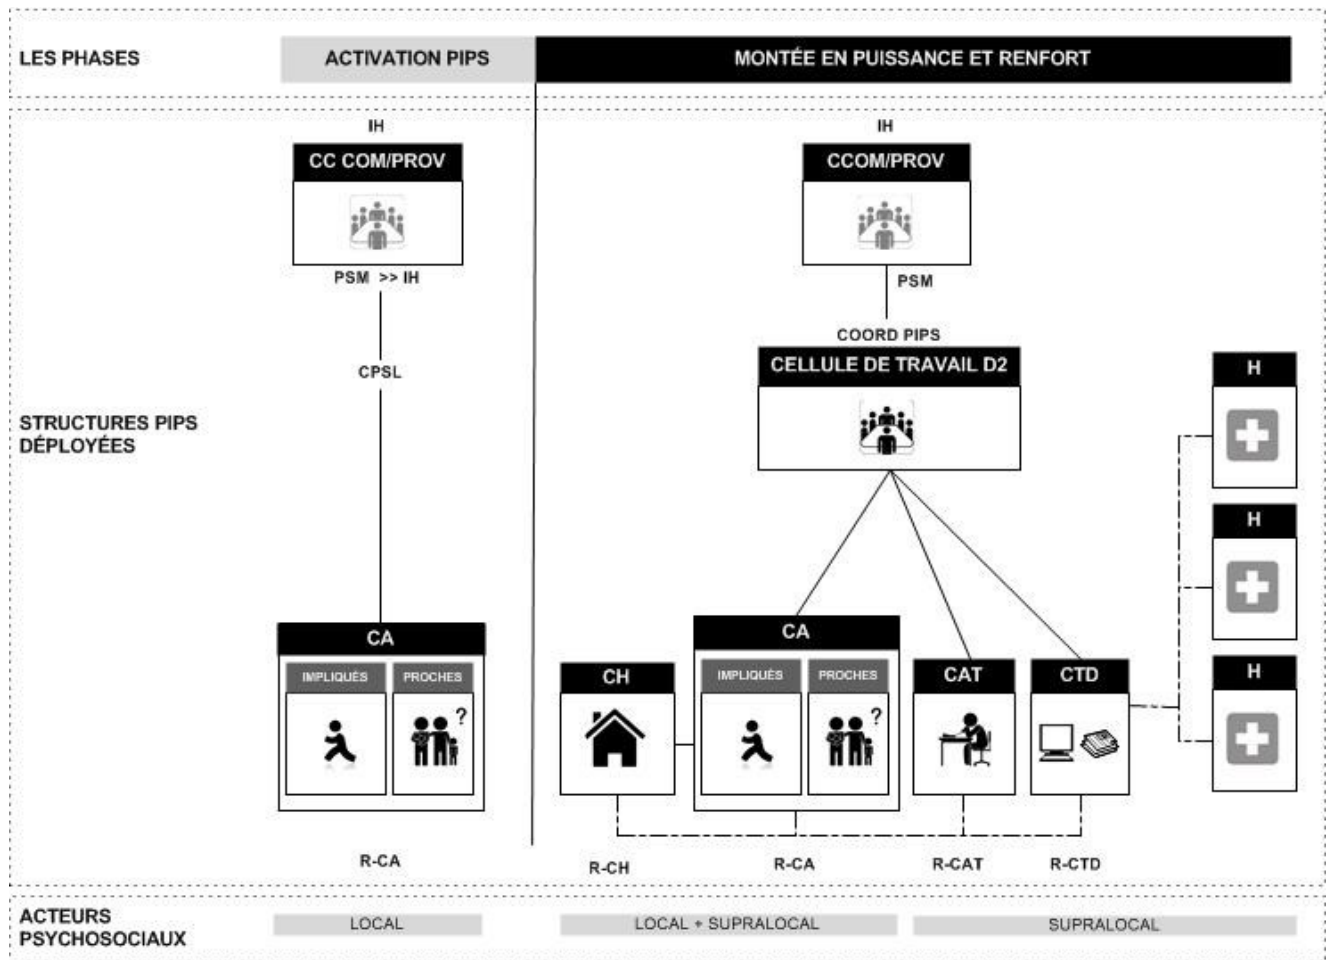 LES PHASES
ACTIVATION PIPS
MONTÉE EN PUISSANCE ET RENFORT
STRUCTURES PIPS
DÉPLOYÉES
IH
CC COM/PROV
PSM >> IH
CPSL
CA
IMPLIQUÉS
PROCHES
?
R-CA
IH
CCOM/PROV
PSM
COORD PIPS
CELLULE DE TRAVAIL D2
H
H
H
CH
CA
IMPLIQUÉS
PROCHES
?
CAT
CTD
R-CH
R-CA
R-CAT
R-CTD
ACTEURS
PSYCHOSOCIAUX
LOCAL
LOCAL + SUPRALOCAL
SUPRALOCAL